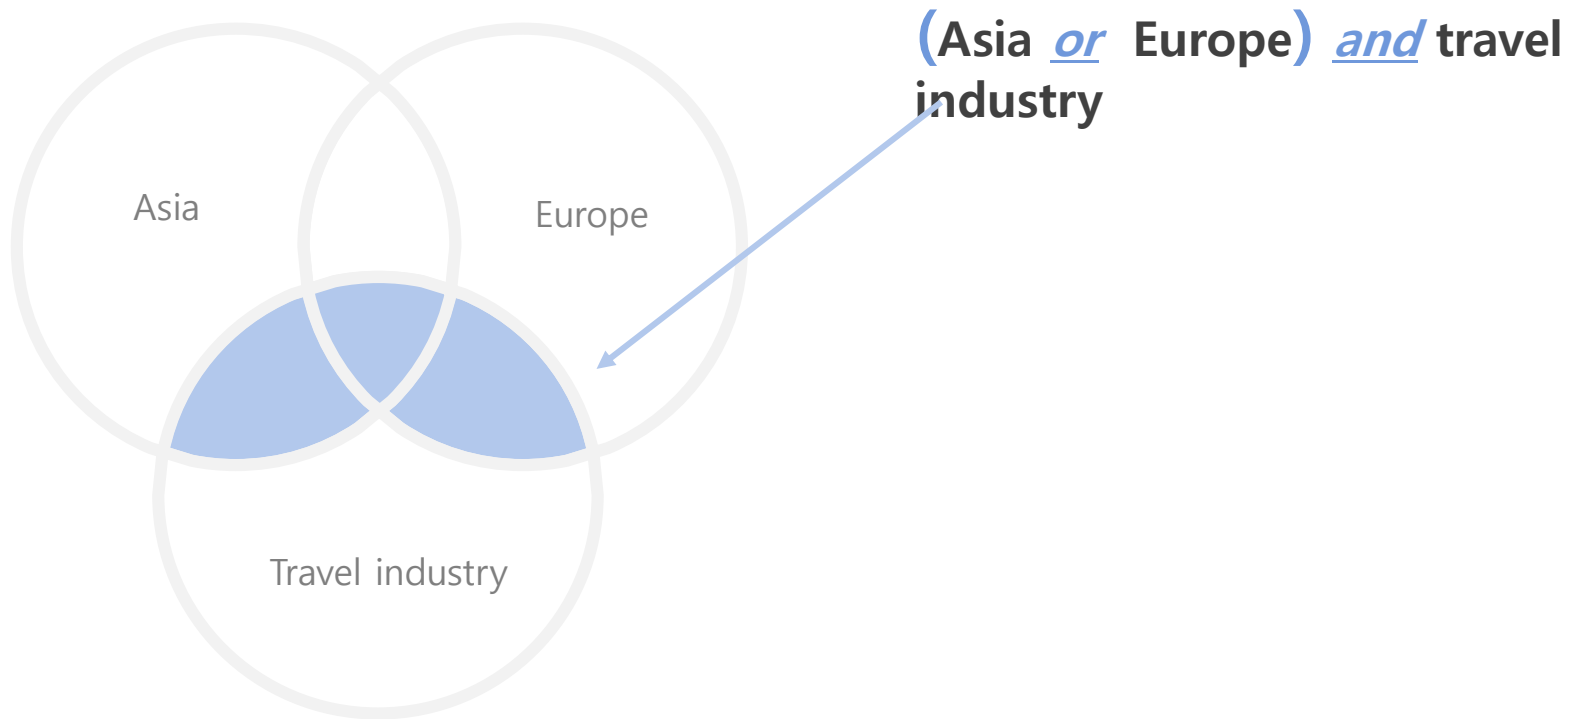 (Asia or Europe) and travel
industry
Asia
Europe
Travel industry